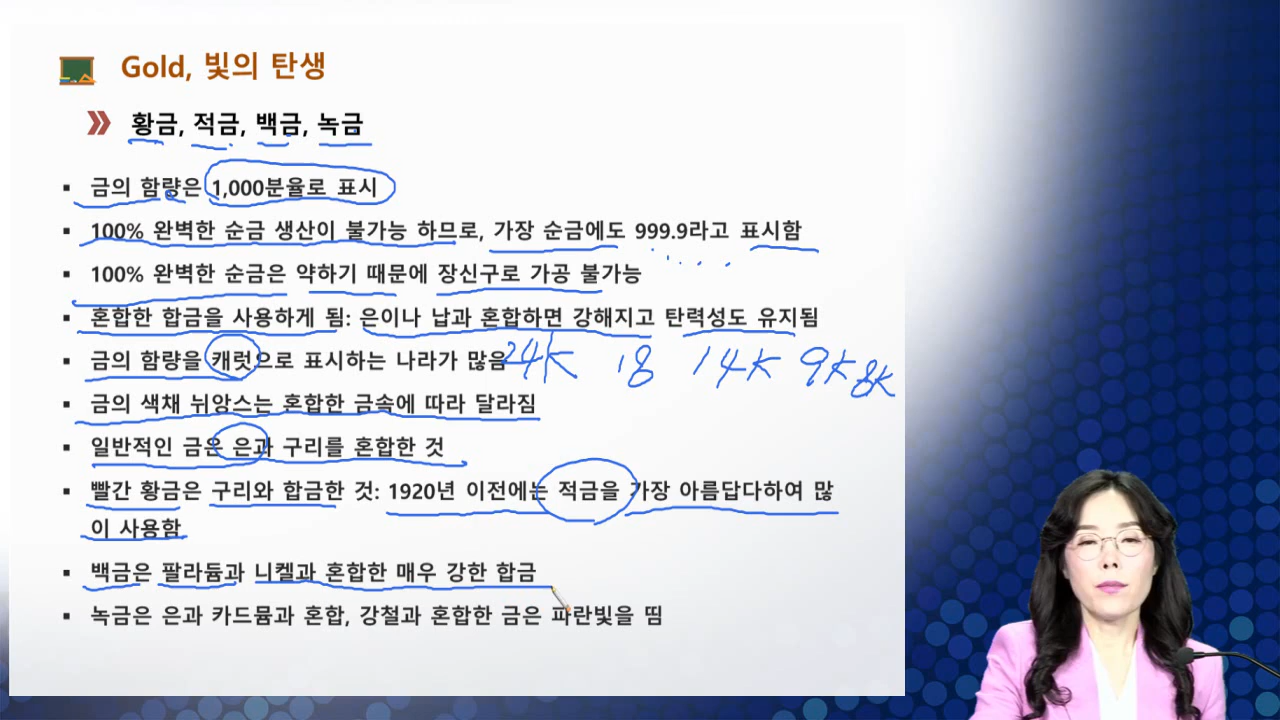 Gold, 빛의 탄생
황금, 적금, 백금, 녹금
금의 함량은 1,000분율로 표시
100% 완벽한 순금 생산이 불가능 하므로, 가장 순금에도 999.9라고 표시함
100% 완벽한 순금은 약하기 때문에 장신구로 가공 불가능
혼합한 합금을 사용하게 됨: 은이나 납과 혼합하면 강해지고 탄력성도 유지됨
금의 함량을 캐럿으로 표시하는 나라가 많음 24K 18 14K 9K 8K
금의 색채 뉘앙스는 혼합한 금속에 따라 달라짐
일반적인 금은 은과 구리를 혼합한 것
빨간 황금은 구리와 합금한 것: 1920년 이전에는 적금을 가장 아름답다하여 많
이 사용함
백금은 팔라듐과 니켈과 혼합한 매우 강한 합금
녹금은 은과 카드뮴과 혼합, 강철과 혼합한 금은 파란빛을 띰